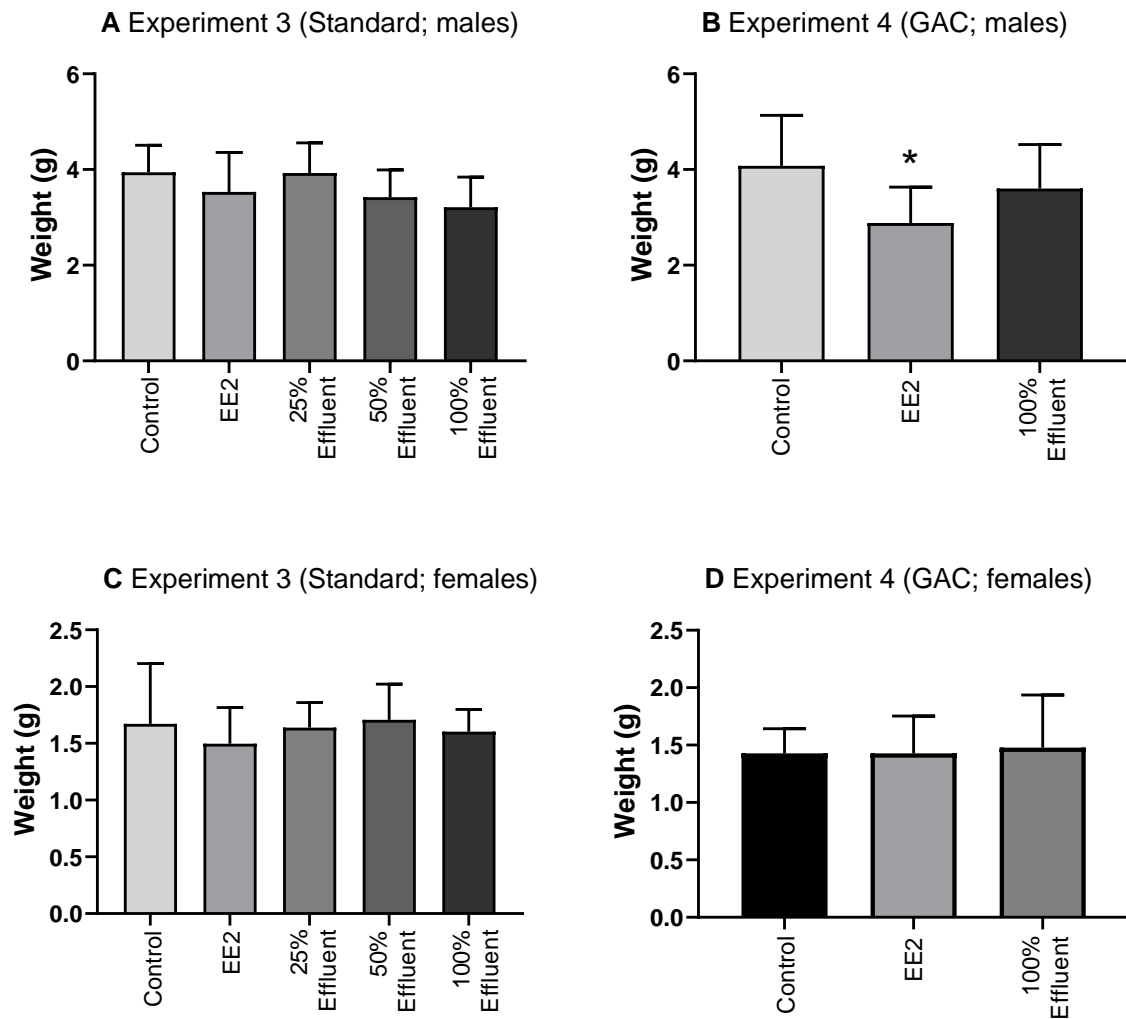 A Experiment 3 (Standard; males)
Weight (g)
6
4
2
0
Control
EE2
25%
Effluent
50%
Effluent
100%
Effluent
B Experiment 4 (GAC; males)
Weight (g)
6
4
2
0
*
Control
EE2
100%
Effluent
C Experiment 3 (Standard; females)
Weight (g)
2.5
2.0
1.5
1.0
0.5
0.0
Control
EE2
25%
Effluent
50%
Effluent
100%
Effluent
D Experiment 4 (GAC; females)
Weight (g)
2.5
2.0
1.5
1.0
0.5
0.0
Control
EE2
100%
Effluent